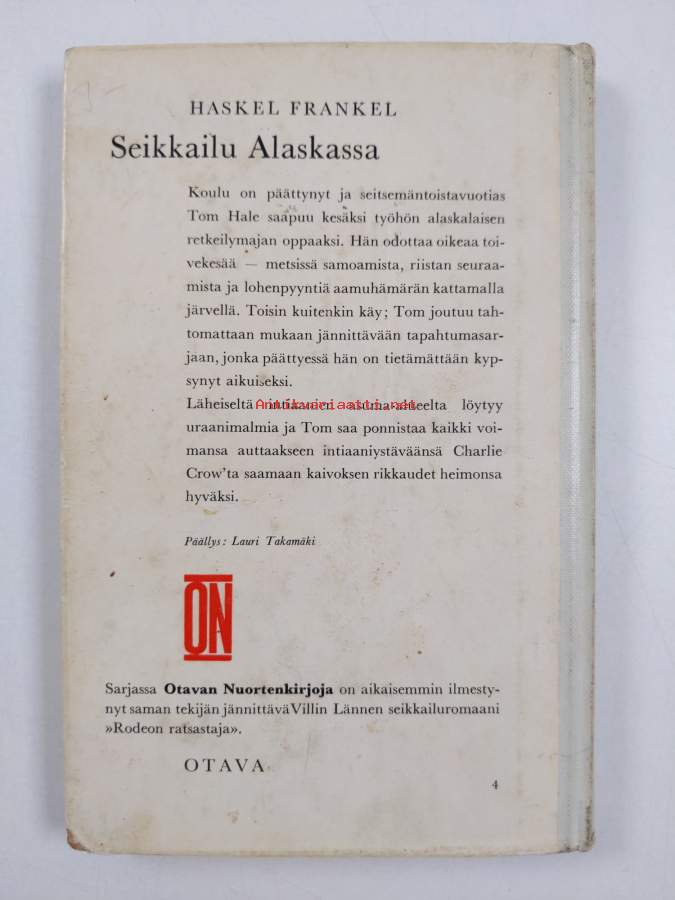 HASKEL FRANKEL
Seikkailu Alaskassa
Koulu on päättynyt ja seitsemäntoistavuotias
Tom Hale saapuu kesäksi työhön alaskalaisen
retkeilymajan oppaaksi. Hän odottaa oikeaa toi-
vekesää — metsissä samoamista, riistan seuraa-
mista ja lohenpyyntiä aamuhämärän kattamalla
järvellä. Toisin kuitenkin käy; Tom joutuu tah-
tomattaan mukaan jännittävään tapahtumasar-
jaan, jonka päättyessä hän on tietämättään kyp-
synyt aikuiseksi.
Läheiseltä intiaanien löytyy
Antikvariaatti.net
uraanimalmia ja Tom saa ponnistaa kaikki voi-
mansa auttaakseen intiaaniystäväänsä Charlie
Crow'ta saamaan kaivoksen rikkaudet heimonsa
hyväksi.
Päällys: Lauri Takamäki
ON
Sarjassa Otavan Nuortenkirjoja on aikaisemmin ilmesty-
nyt saman tekijän jännittävä Villin Lännen seikkailuromaani
»Rodeon ratsastaja».
OTAVA
4